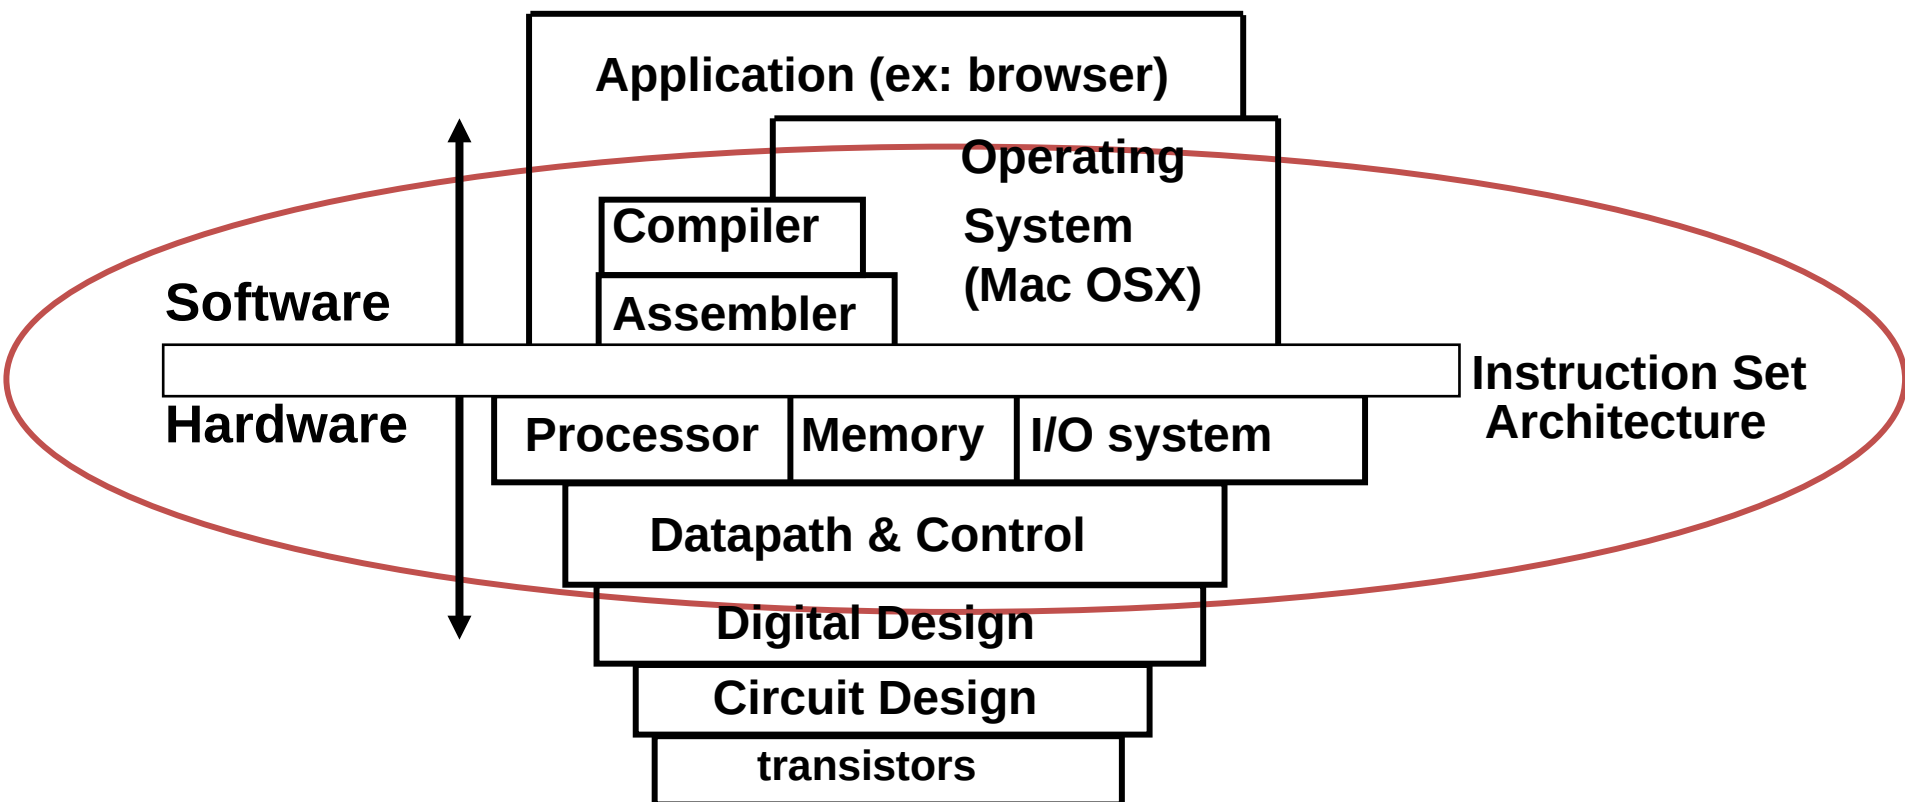 Application (ex: browser)
Operating
Compiler
System
(Mac OSX)
Software
Assembler
Instruction Set
Architecture
Hardware
Processor
Memory
I/O system
Datapath & Control
Digital Design
Circuit Design
transistors